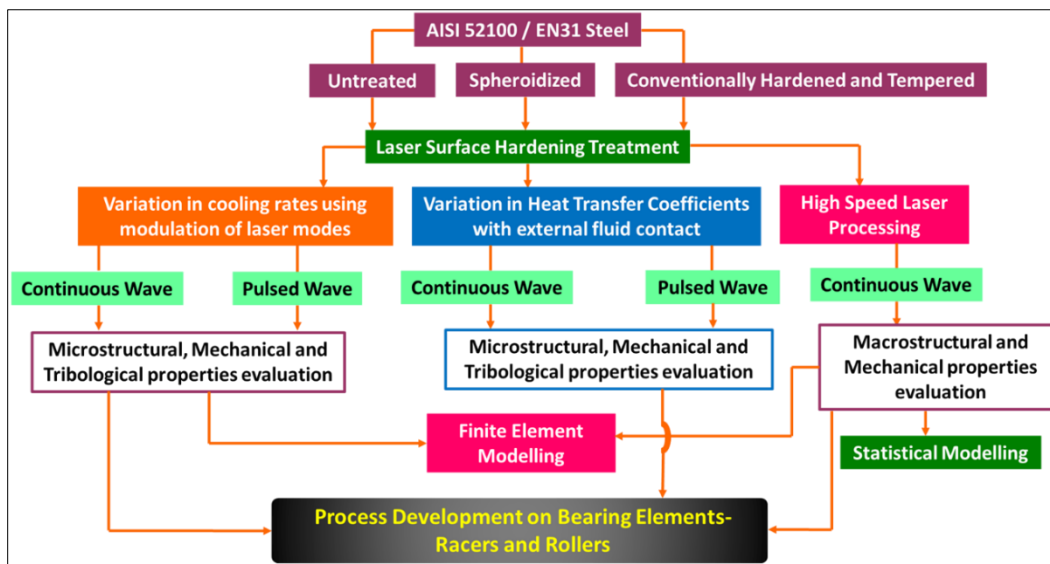 AISI 52100 / EN31 Steel
Untreated
Spheroidized
Conventionally Hardened and Tempered
Laser Surface Hardening Treatment
Variation in cooling rates using
modulation of laser modes
Variation in Heat Transfer Coefficients
with external fluid contact
High Speed Laser
Processing
Continuous Wave
Pulsed Wave
Continuous Wave
Pulsed Wave
Continuous Wave
Microstructural, Mechanical and
Tribological properties evaluation
Microstructural, Mechanical and
Tribological properties evaluation
Macrostructural and
Mechanical properties
evaluation
Finite Element
Modelling
Statistical Modelling
Process Development on Bearing Elements-
Racers and Rollers